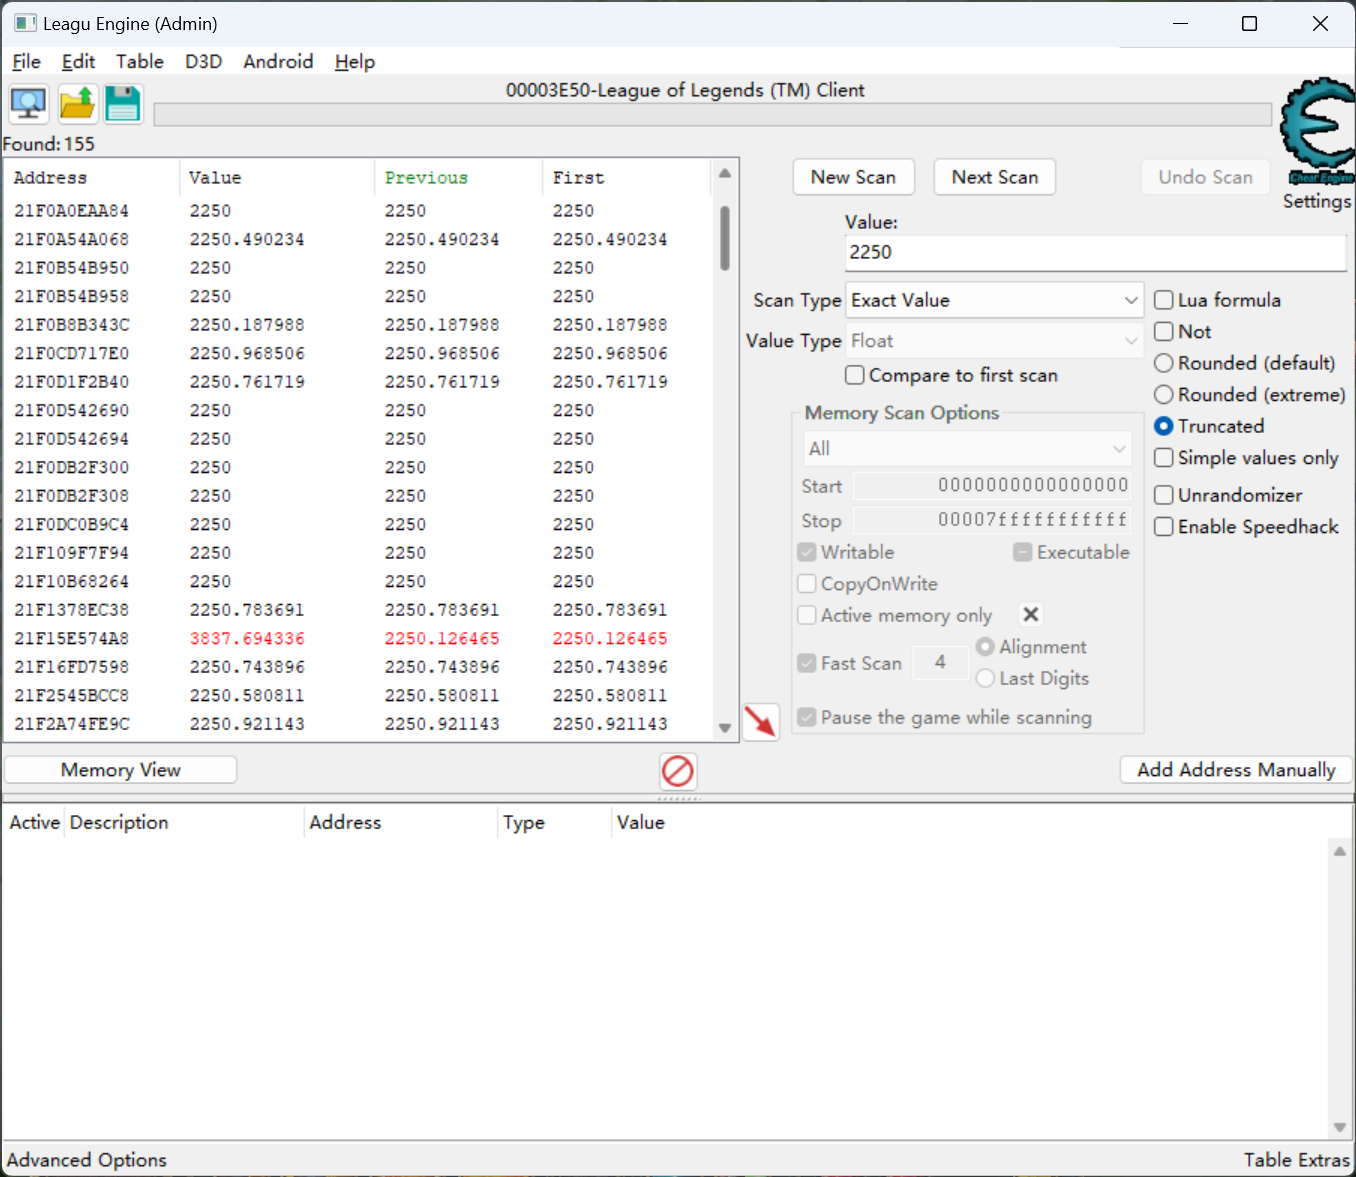 Leagu Engine (Admin)
File Edit Table D3D Android Help
00003E50-League of Legends (TM) Client
Found: 155
Cheat Engine
Settings
Address Value Previous First
21F0A0EAA84 2250 2250 2250
21F0A54A068 2250.490234 2250.490234 2250.490234
21F0B54B950 2250 2250 2250
21F0B54B958 2250 2250 2250
21F0B8B343C 2250.187988 2250.187988 2250.187988
21F0CD717E0 2250.968506 2250.968506 2250.968506
21F0D1F2B40 2250.761719 2250.761719 2250.761719
21F0D542690 2250 2250 2250
21F0D542694 2250 2250 2250
21F0DB2F300 2250 2250 2250
21F0DB2F308 2250 2250 2250
21F0DC0B9C4 2250 2250 2250
21F109F7F94 2250 2250 2250
21F10B68264 2250 2250 2250
21F1378EC38 2250.783691 2250.783691 2250.783691
21F15E574A8 3837.694336 2250.126465 2250.126465
21F16FD7598 2250.743896 2250.743896 2250.743896
21F2545BCC8 2250.580811 2250.580811 2250.580811
21F2A74FE9C 2250.921143 2250.921143 2250.921143
New Scan Next Scan Undo Scan
Value:
2250
Scan Type Exact Value
Value Type Float
Compare to first scan
Lua formula
Not
Rounded (default)
Rounded (extreme)
Truncated
Simple values only
Unrandomizer
Enable Speedhack
Memory Scan Options
All
Start 0000000000000000
Stop 00007fffffffffff
Writable Executable
CopyOnWrite
Active memory only
Fast Scan 4 Alignment
Last Digits
Pause the game while scanning
Memory View Add Address Manually
Active Description Address Type Value
Advanced Options Table Extras